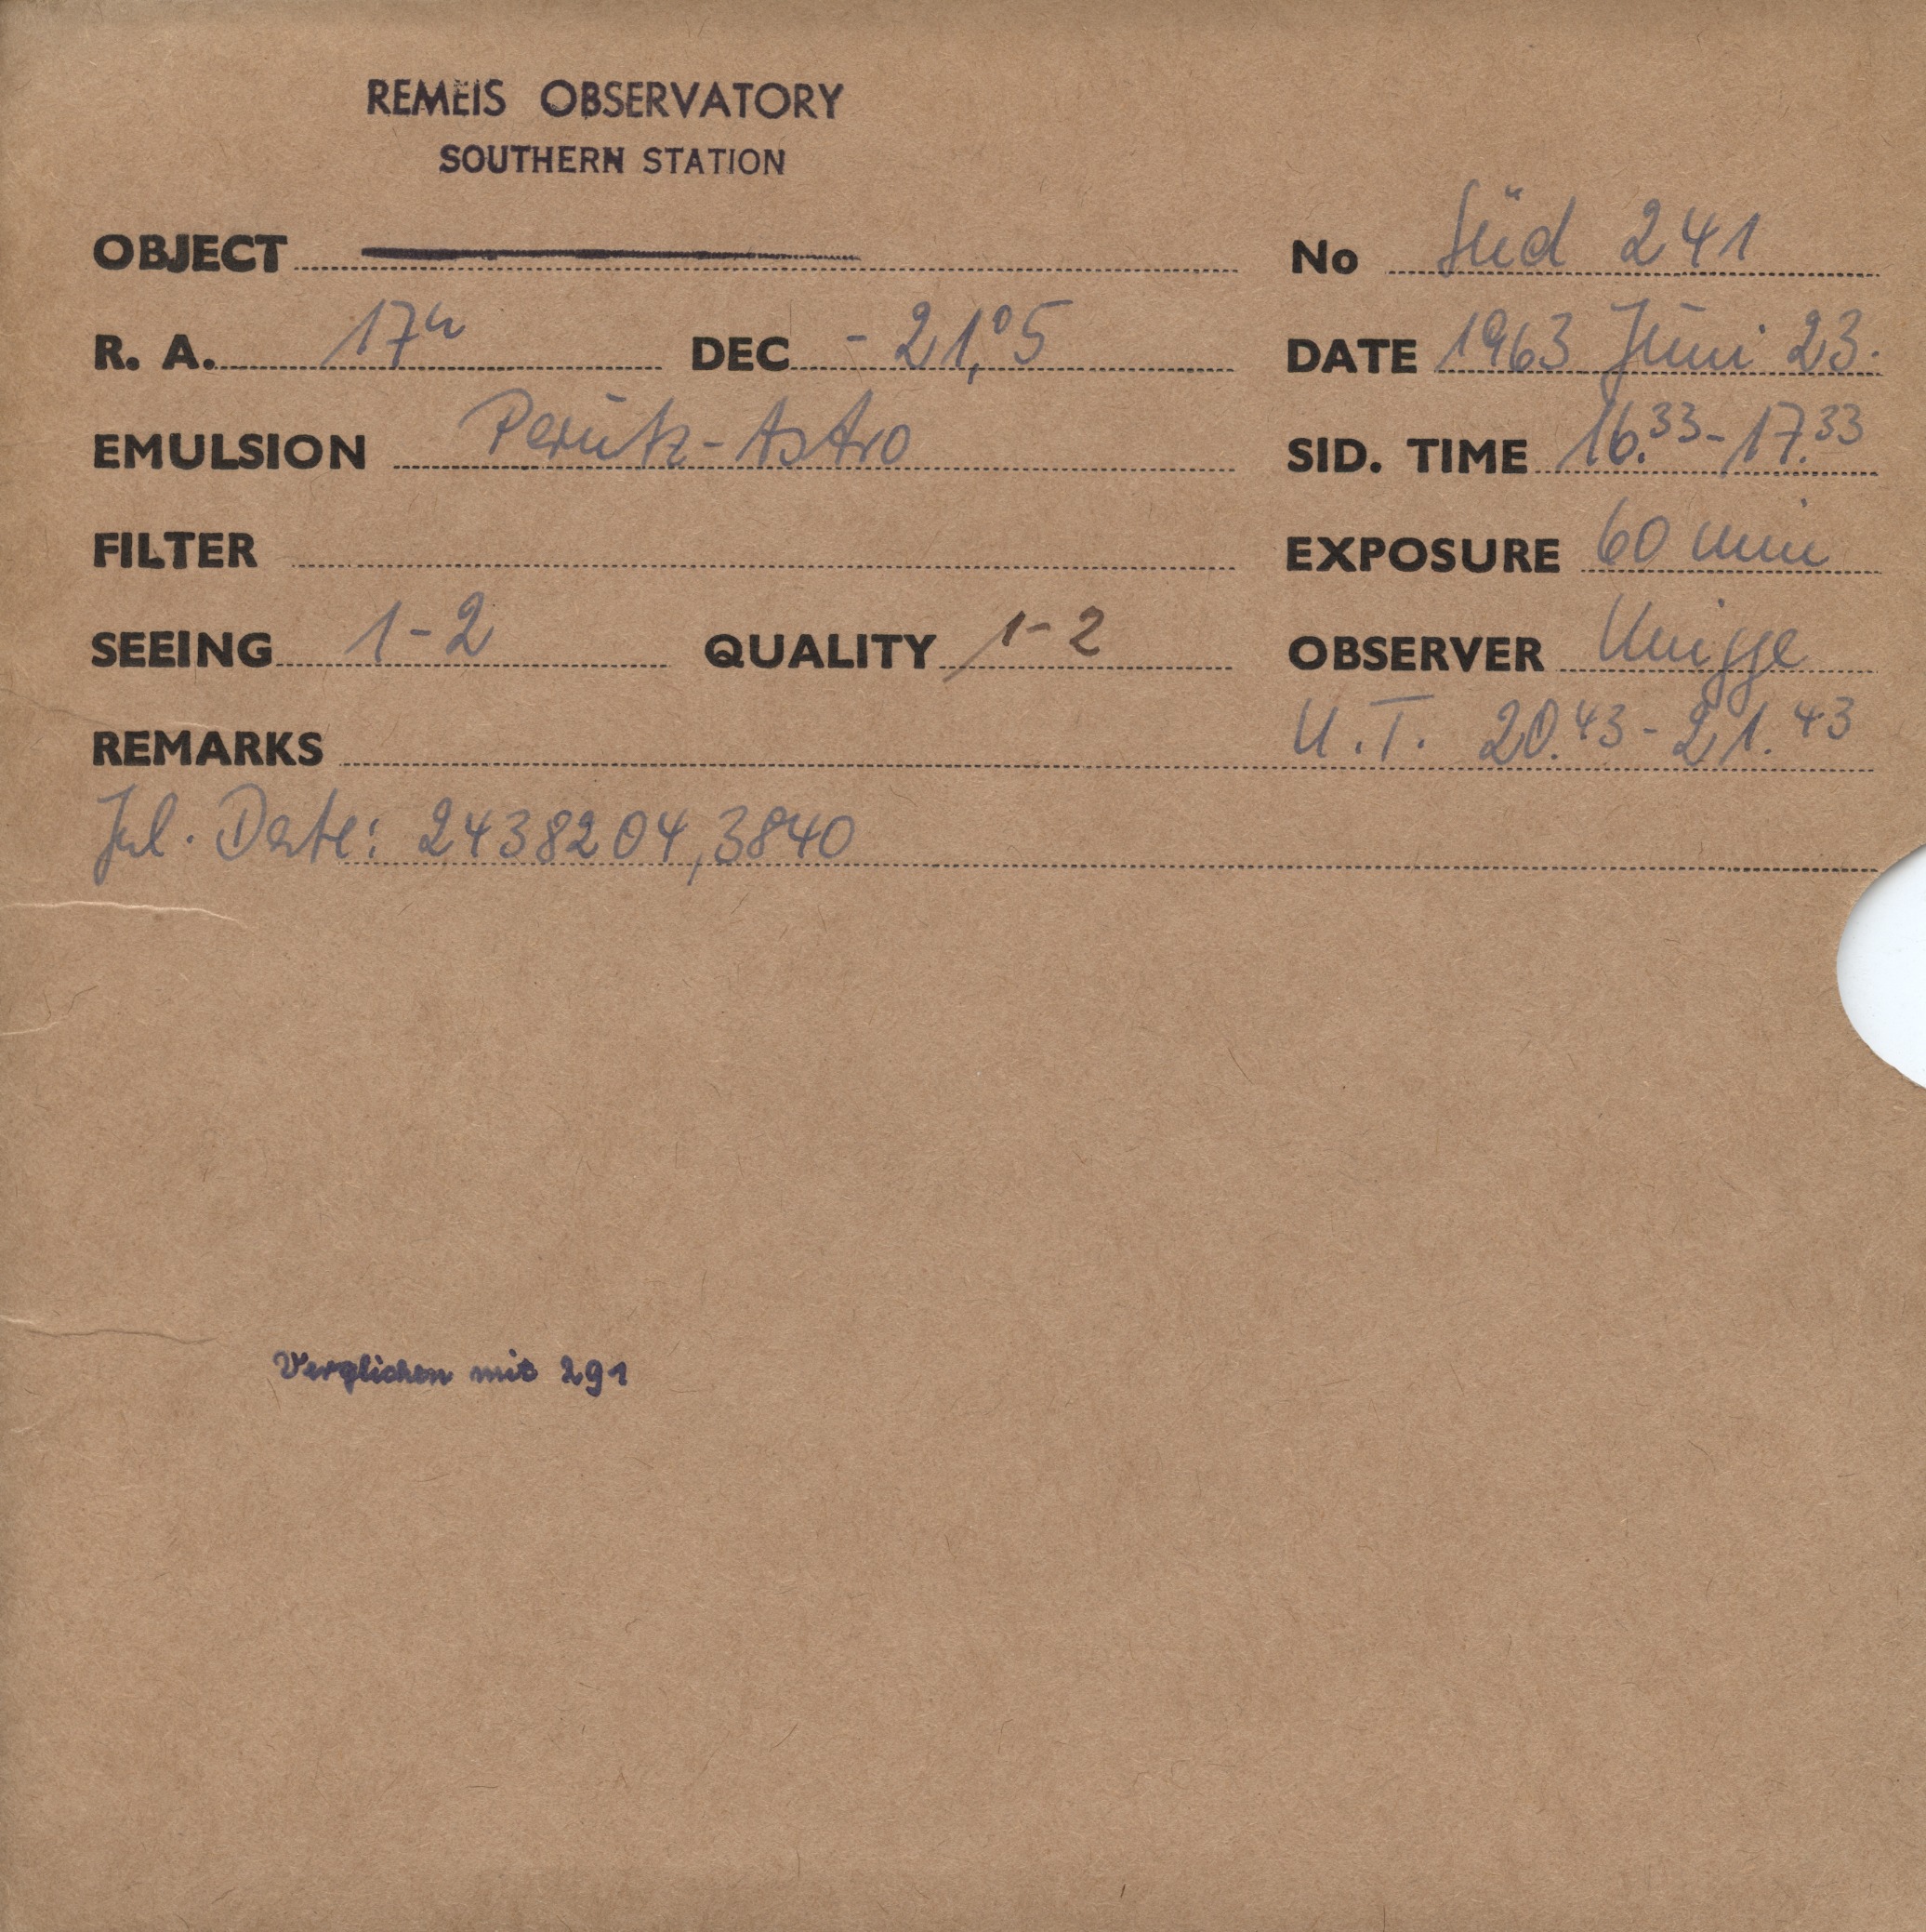 REMEIS OBSERVATORY
SOUTHERN STATION
OBJECT No Süd 241
R. A. 17h DEC - 21,°5 DATE 1963 Juni 23.
EMULSION Perutz-Astro SID. TIME 16.33-17.33
FILTER EXPOSURE 60 min
SEEING 1-2 QUALITY 1-2 OBSERVER Knigge
REMARKS U.T. 20.43-21.43
Jul. Date: 2438204,3840
Verglichen mit 291